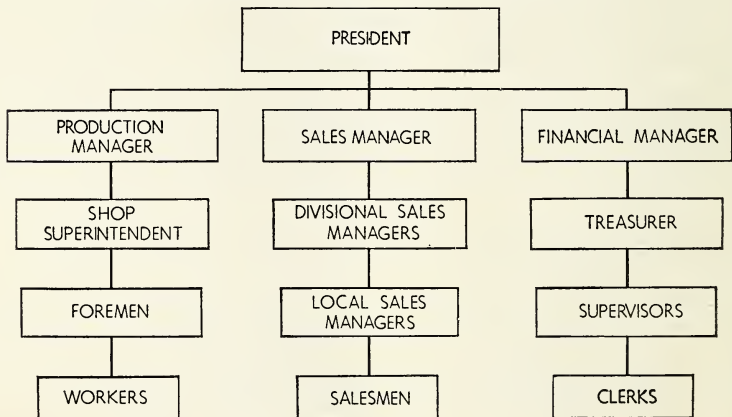 PRESIDENT
PRODUCTION
MANAGER
SALES MANAGER
FINANCIAL MANAGER
SHOP
SUPERINTENDENT
DIVISIONAL SALES
MANAGERS
TREASURER
FOREMEN
LOCAL SALES
MANAGERS
SUPERVISORS
WORKERS
SALESMEN
CLERKS